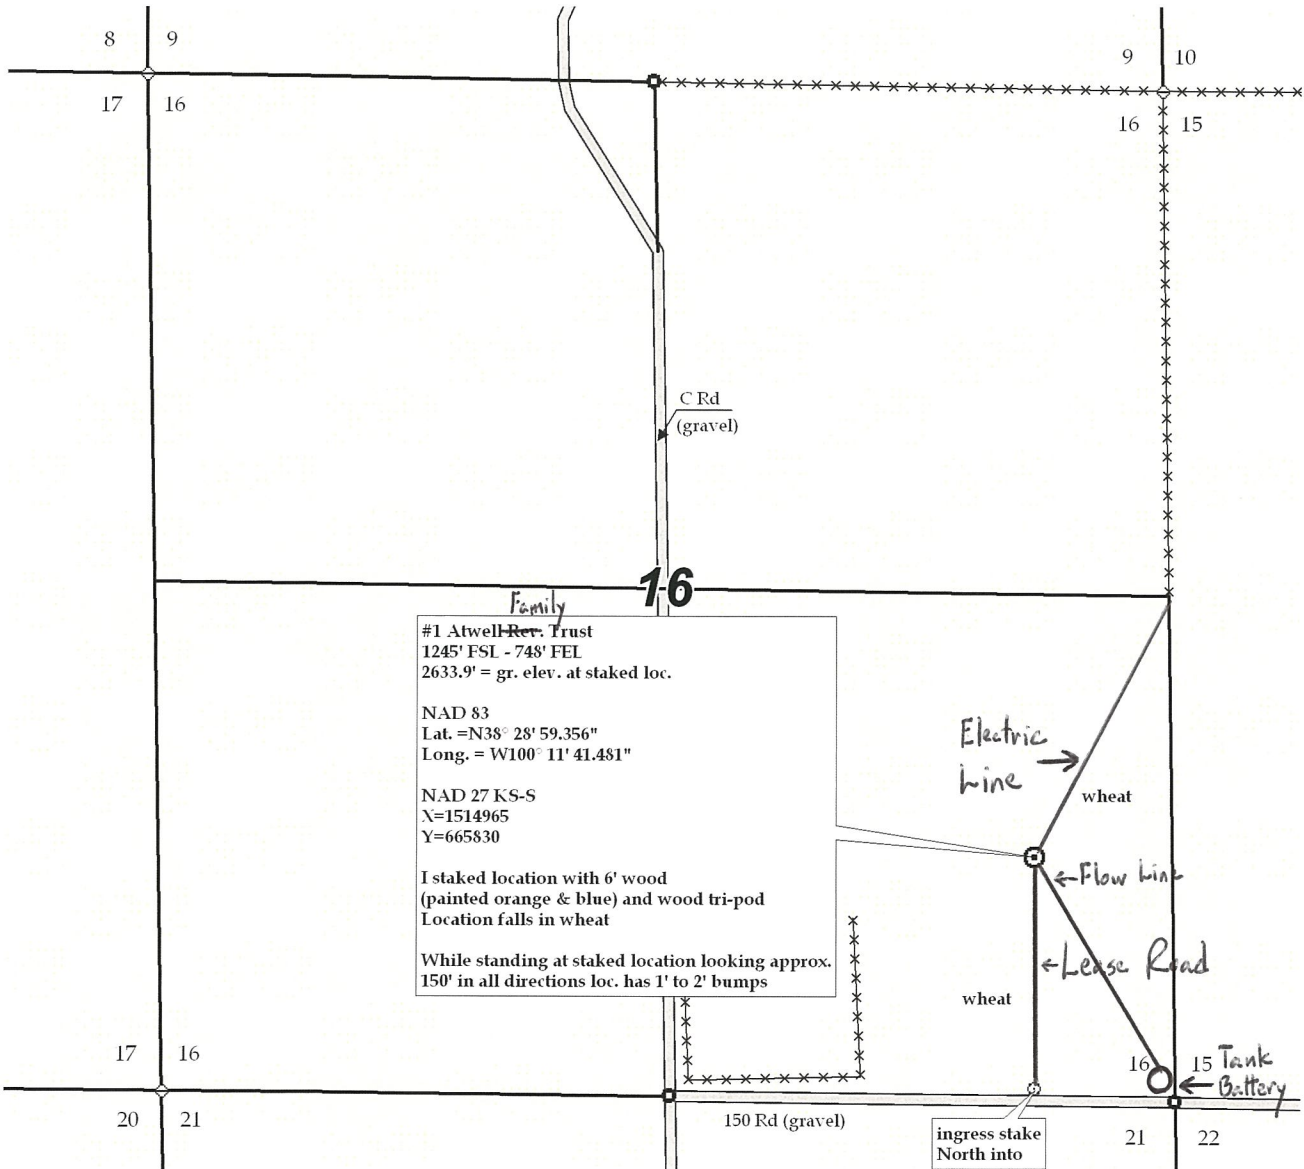 8 9
9 10
17 16
16 15
C Rd
(gravel)
16
Family
#1 Atwell Rev. Trust
1245' FSL - 748' FEL
2633.9' = gr. elev. at staked loc.
NAD 83
Lat. =N38° 28' 59.356"
Long. = W100° 11' 41.481"
NAD 27 KS-S
X=1514965
Y=665830
I staked location with 6' wood
(painted orange & blue) and wood tri-pod
Location falls in wheat
While standing at staked location looking approx.
150' in all directions loc. has 1' to 2' bumps
Electric
Line
wheat
Flow Line
Lease Road
wheat
17 16
16 15
Tank
Battery
20 21
150 Rd (gravel)
ingress stake
North into
21 22